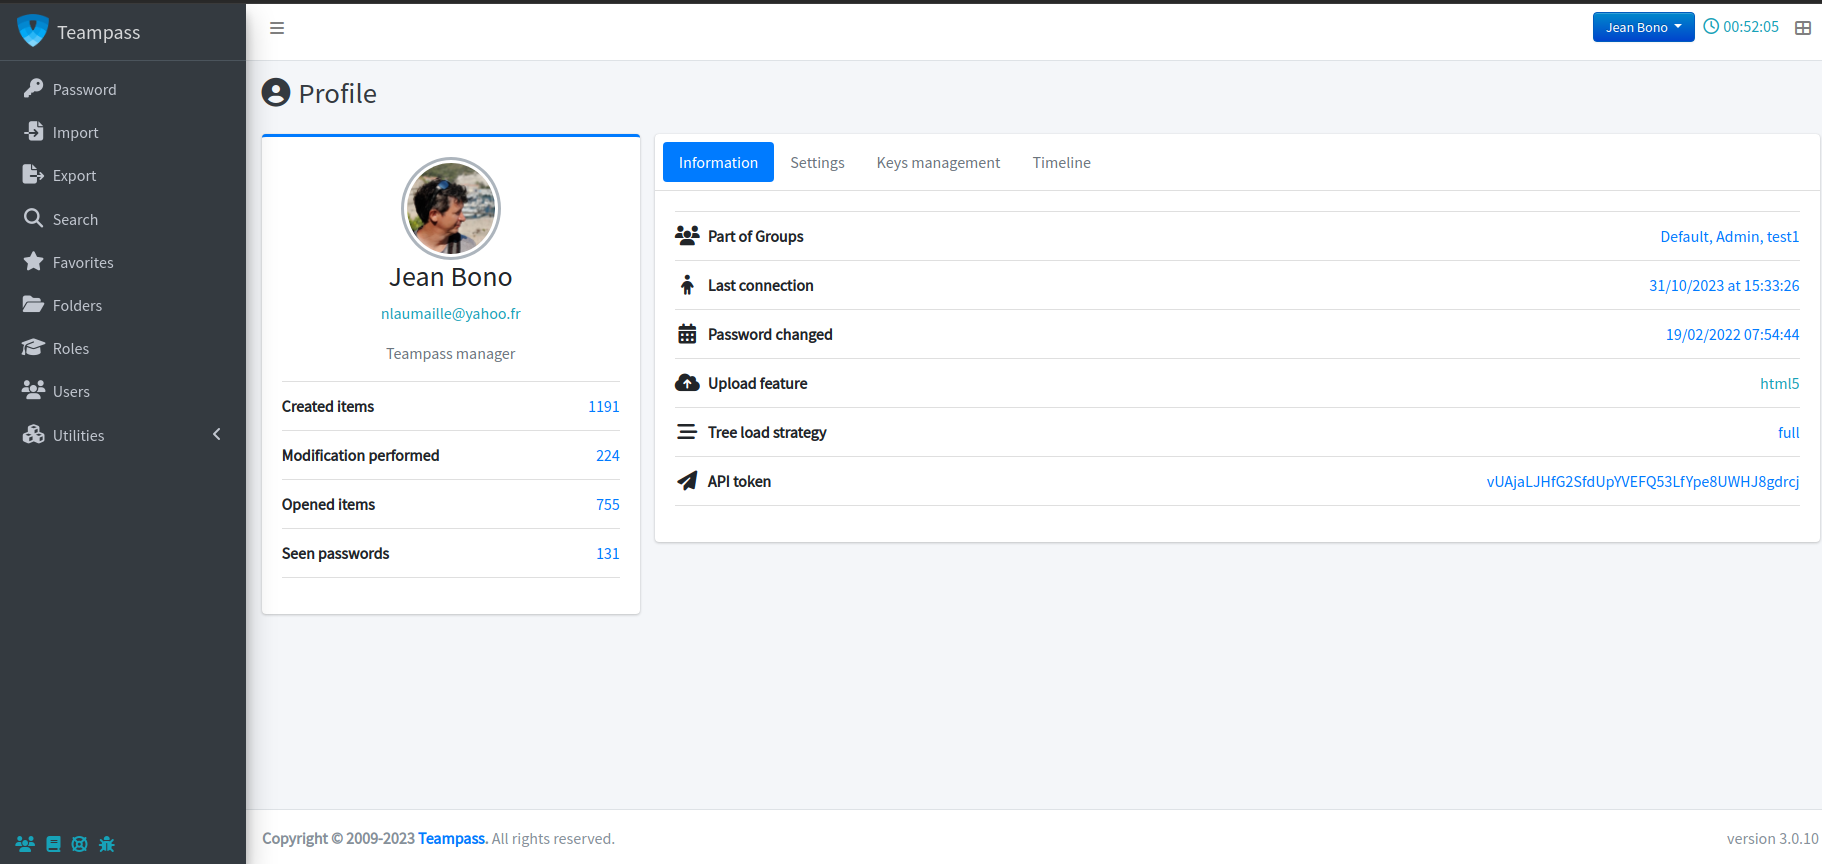 Teampass
Password
Import
Export
Search
Favorites
Folders
Roles
Users
Utilities
Jean Bono
00:52:05
Profile
Jean Bono
nlaumaille@yahoo.fr
Teampass manager
Created items 1191
Modification performed 224
Opened items 755
Seen passwords 131
Information Settings Keys management Timeline
Part of Groups Default, Admin, test1
Last connection 31/10/2023 at 15:33:26
Password changed 19/02/2022 07:54:44
Upload feature html5
Tree load strategy full
API token vUAjaLJHfG2SfdUpYVEFQ53LfYpe8UWHJ8gdrcj
Copyright © 2009-2023 Teampass. All rights reserved.
version 3.0.10